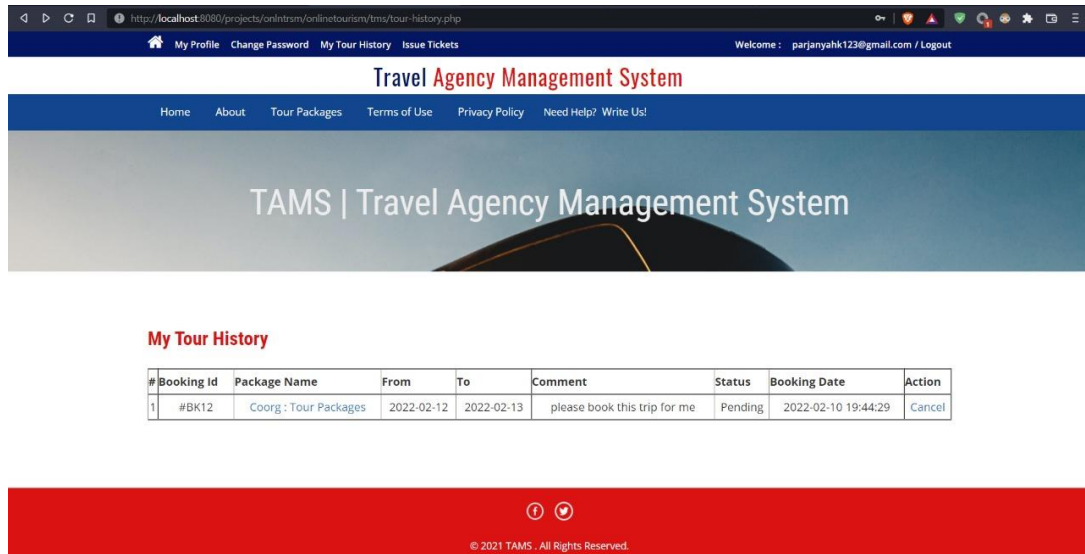 http://localhost:8080/projects/onlntrsm/onlinetourism/tms/tour-history.php
My Profile Change Password My Tour History Issue Tickets Welcome : parjanyahk123@gmail.com / Logout
Travel Agency Management System
Home About Tour Packages Terms of Use Privacy Policy Need Help? Write Us!
TAMS | Travel Agency Management System
My Tour History
# Booking Id Package Name From To Comment Status Booking Date Action
1 #BK12 Coorg : Tour Packages 2022-02-12 2022-02-13 please book this trip for me Pending 2022-02-10 19:44:29 Cancel
© 2021 TAMS . All Rights Reserved.